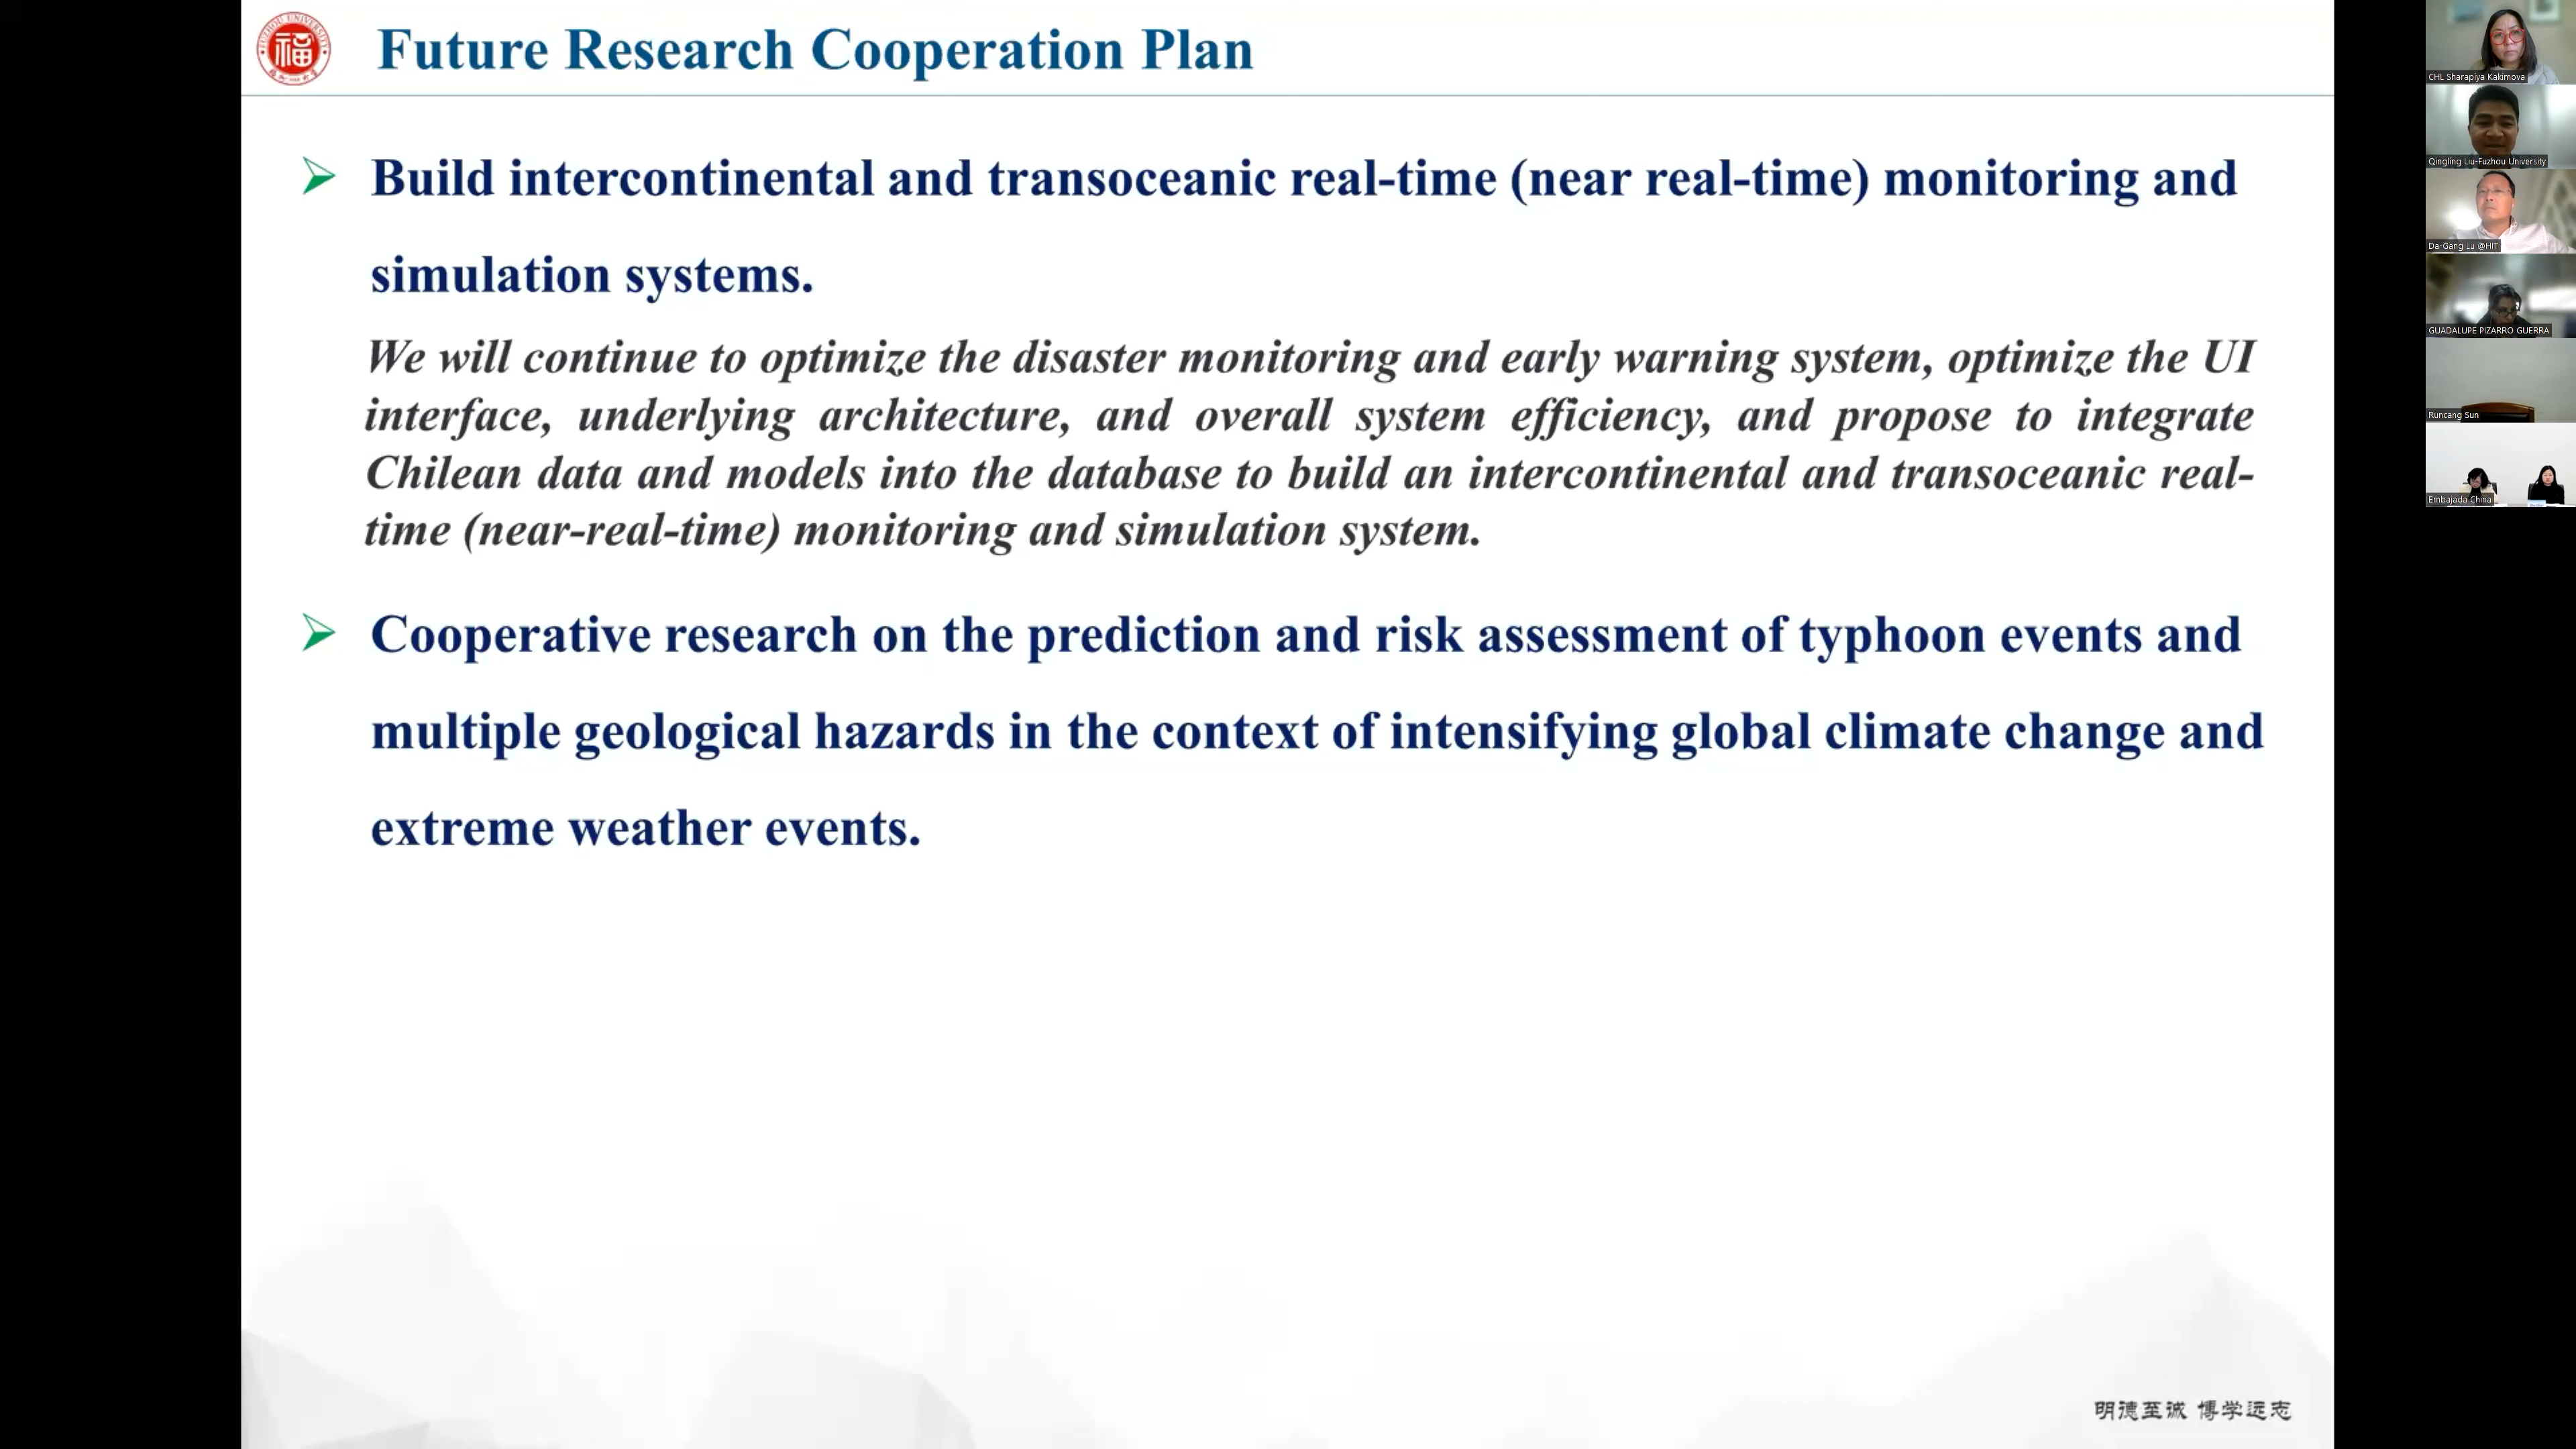 Future Research Cooperation Plan
Build intercontinental and transoceanic real-time (near real-time) monitoring and
simulation systems.
We will continue to optimize the disaster monitoring and early warning system, optimize the UI
interface, underlying architecture, and overall system efficiency, and propose to integrate
Chilean data and models into the database to build an intercontinental and transoceanic real-
time (near-real-time) monitoring and simulation system.
Cooperative research on the prediction and risk assessment of typhoon events and
multiple geological hazards in the context of intensifying global climate change and
extreme weather events.
明德至诚 博学远志
FUZHOU UNIVERSITY
福
CHL Sharapiya Kakimova
Qingling Liu-Fuzhou University
Da-Gang Lu @HIT
GUADALUPE PIZARRO GUERRA
Runcang Sun
Embajada China